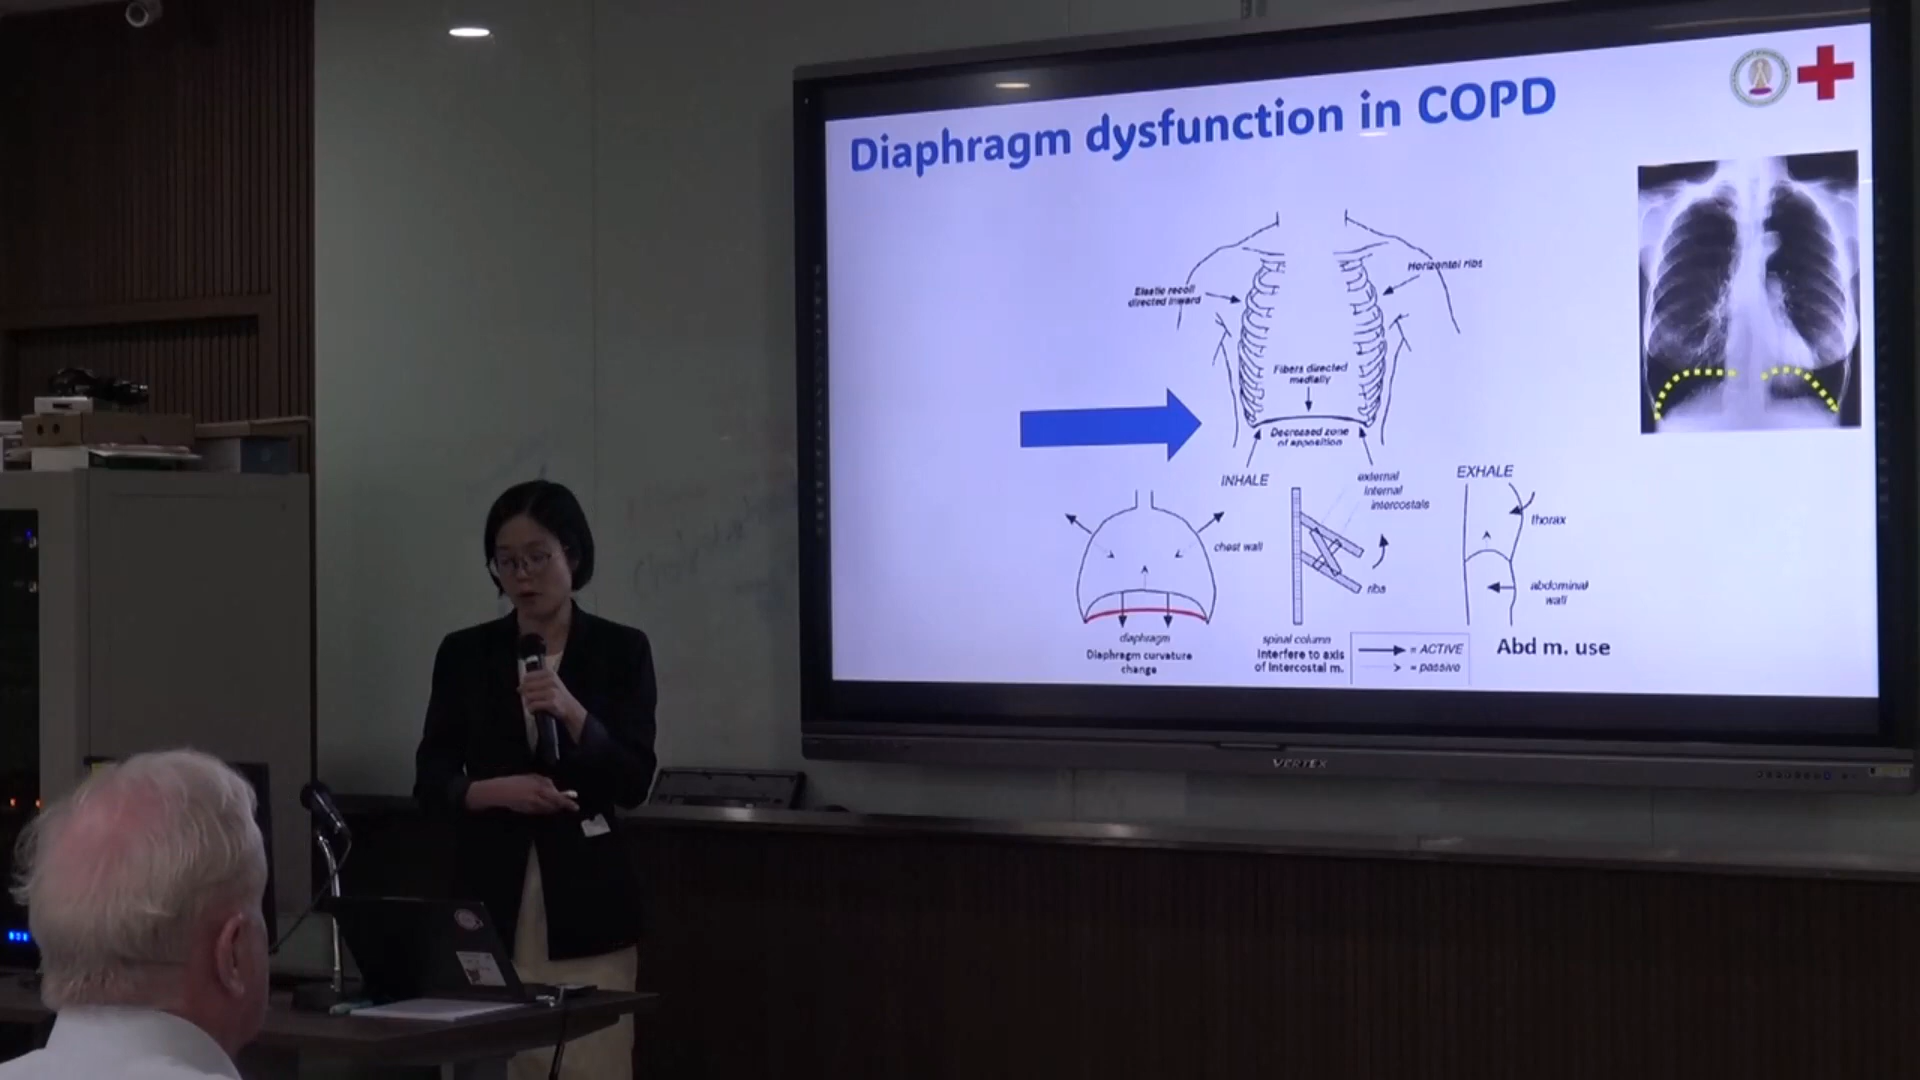 Diaphragm dysfunction in COPD
Horizontal ribs
Elastic recoil
directed inward
Fibers directed
medially
Decreased zone
of apposition
INHALE
external
internal
intercostals
EXHALE
thorax
chest wall
ribs
abdominal
wall
diaphragm
Diaphragm curvature
change
spinal column
Interfere to axis
of Intercostal m.
= ACTIVE
= passive
Abd m. use
VERTEX